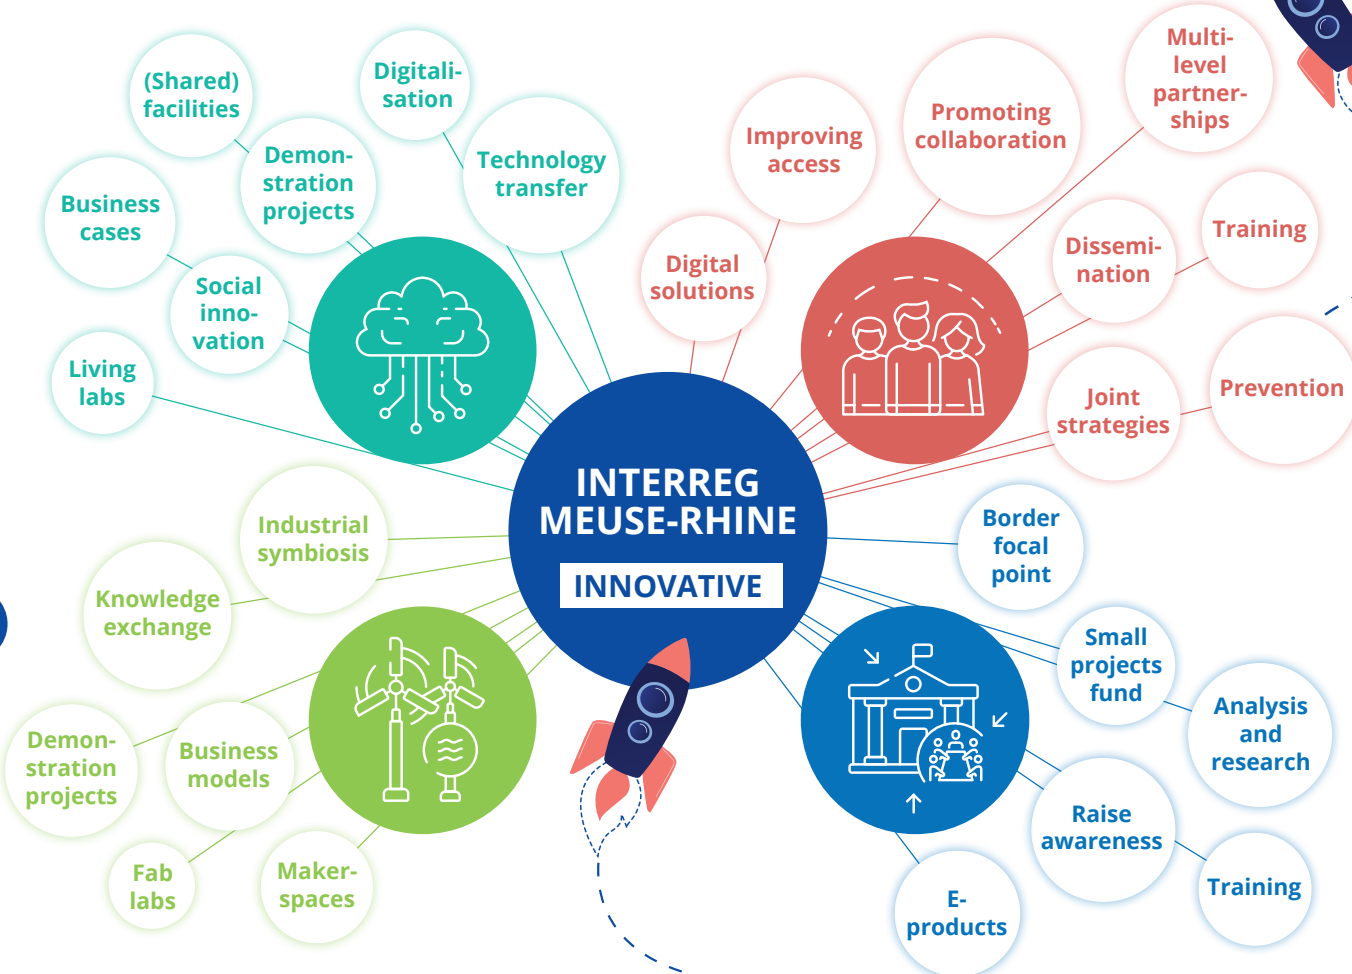 (Shared)
facilities
Digitali-
sation
Demon-
stration
projects
Technology
transfer
Business
cases
Social
inno-
vation
Living
labs
Improving
access
Promoting
collaboration
Multi-
level
partner-
ships
Digital
solutions
Dissemi-
nation
Training
Joint
strategies
Prevention
INTERREG
MEUSE-RHINE
INNOVATIVE
Industrial
symbiosis
Knowledge
exchange
Demon-
stration
projects
Business
models
Fab
labs
Maker-
spaces
Border
focal
point
Small
projects
fund
Analysis
and
research
Raise
awareness
Training
E-
products